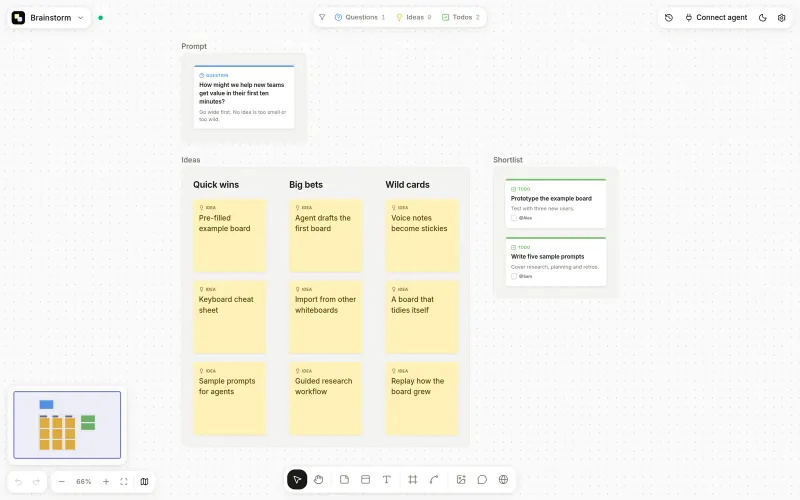 Brainstorm
Questions 1
Ideas 9
Todos 2
Connect agent
Prompt
QUESTION
How might we help new teams
get value in their first ten
minutes?
Go wide first. No idea is too small or
too wild.
Ideas
Quick wins
Big bets
Wild cards
IDEA
Pre-filled
example board
IDEA
Agent drafts the
first board
IDEA
Voice notes
become stickies
IDEA
Keyboard cheat
sheet
IDEA
Import from other
whiteboards
IDEA
A board that
tidies itself
IDEA
Sample prompts
for agents
IDEA
Guided research
workflow
IDEA
Replay how the
board grew
Shortlist
TODO
Prototype the example board
Test with three new users.
@Alex
TODO
Write five sample prompts
Cover research, planning and retros.
@Sam
66%